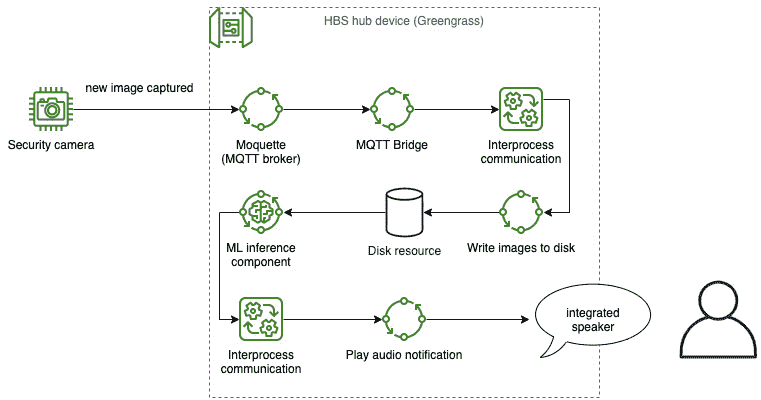 HBS hub device (Greengrass)
new image captured
Security camera
Moquette
(MQTT broker)
MQTT Bridge
Interprocess
communication
ML inference
component
Disk resource
Write images to disk
Interprocess
communication
Play audio notification
integrated
speaker